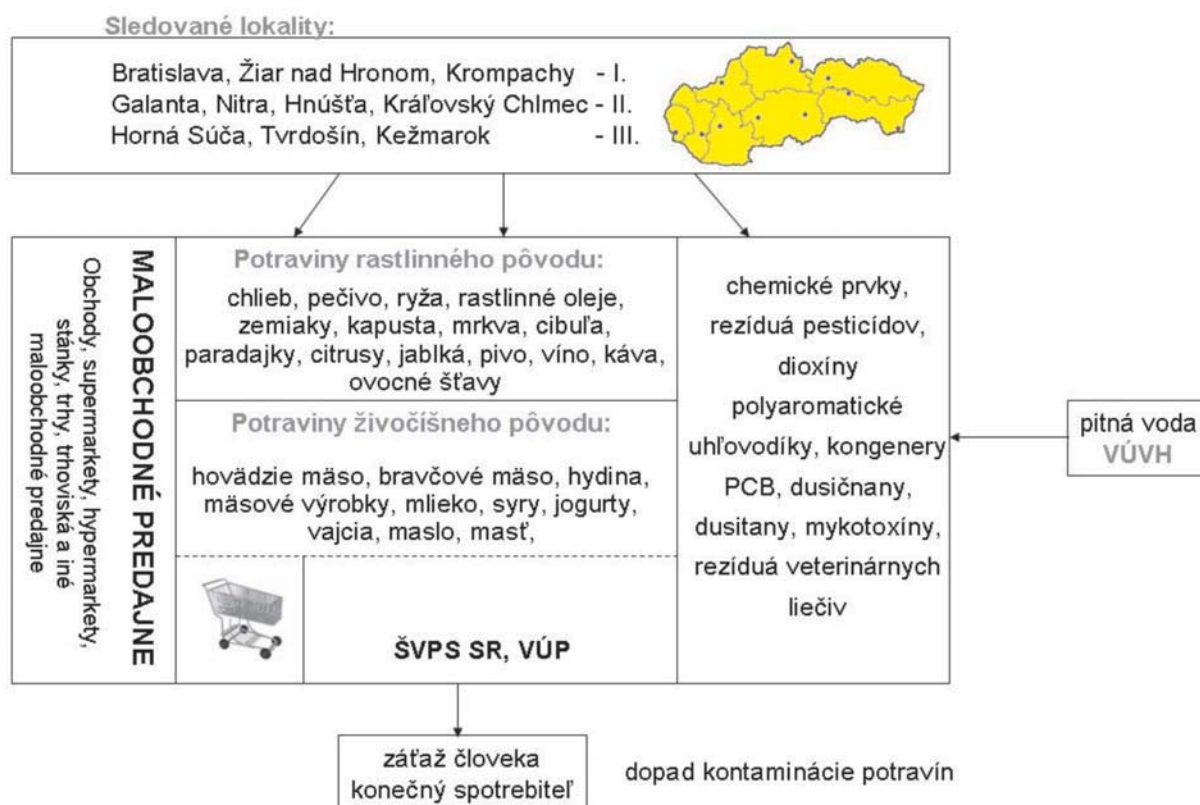 Sledované lokality:
Bratislava, Žiar nad Hronom, Krompachy - I.
Galanta, Nitra, Hnúšťa, Kráľovský Chlmec - II.
Horná Súča, Tvrdošín, Kežmarok - III.
MALOOBCHODNÉ PREDAJNE
Obchody, supermarkety, hypermarkety,
stánky, trhy, trhoviská a iné
maloobchodné predajne
Potraviny rastlinného pôvodu:
chlieb, pečivo, ryža, rastlinné oleje,
zemiaky, kapusta, mrkva, cibuľa,
paradajky, citrusy, jablká, pivo, víno, káva,
ovocné šťavy
Potraviny živočíšneho pôvodu:
hovädzie mäso, bravčové mäso, hydina,
mäsové výrobky, mlieko, syry, jogurty,
vajcia, maslo, masť,
ŠVPS SR, VÚP
chemické prvky,
rezíduá pesticídov,
dioxíny
polyaromatické
uhľovodíky, kongenery
PCB, dusičnany,
dusitany, mykotoxíny,
rezíduá veterinárnych
liečiv
pitná voda
VÚVH
záťaž človeka
konečný spotrebiteľ
dopad kontaminácie potravín